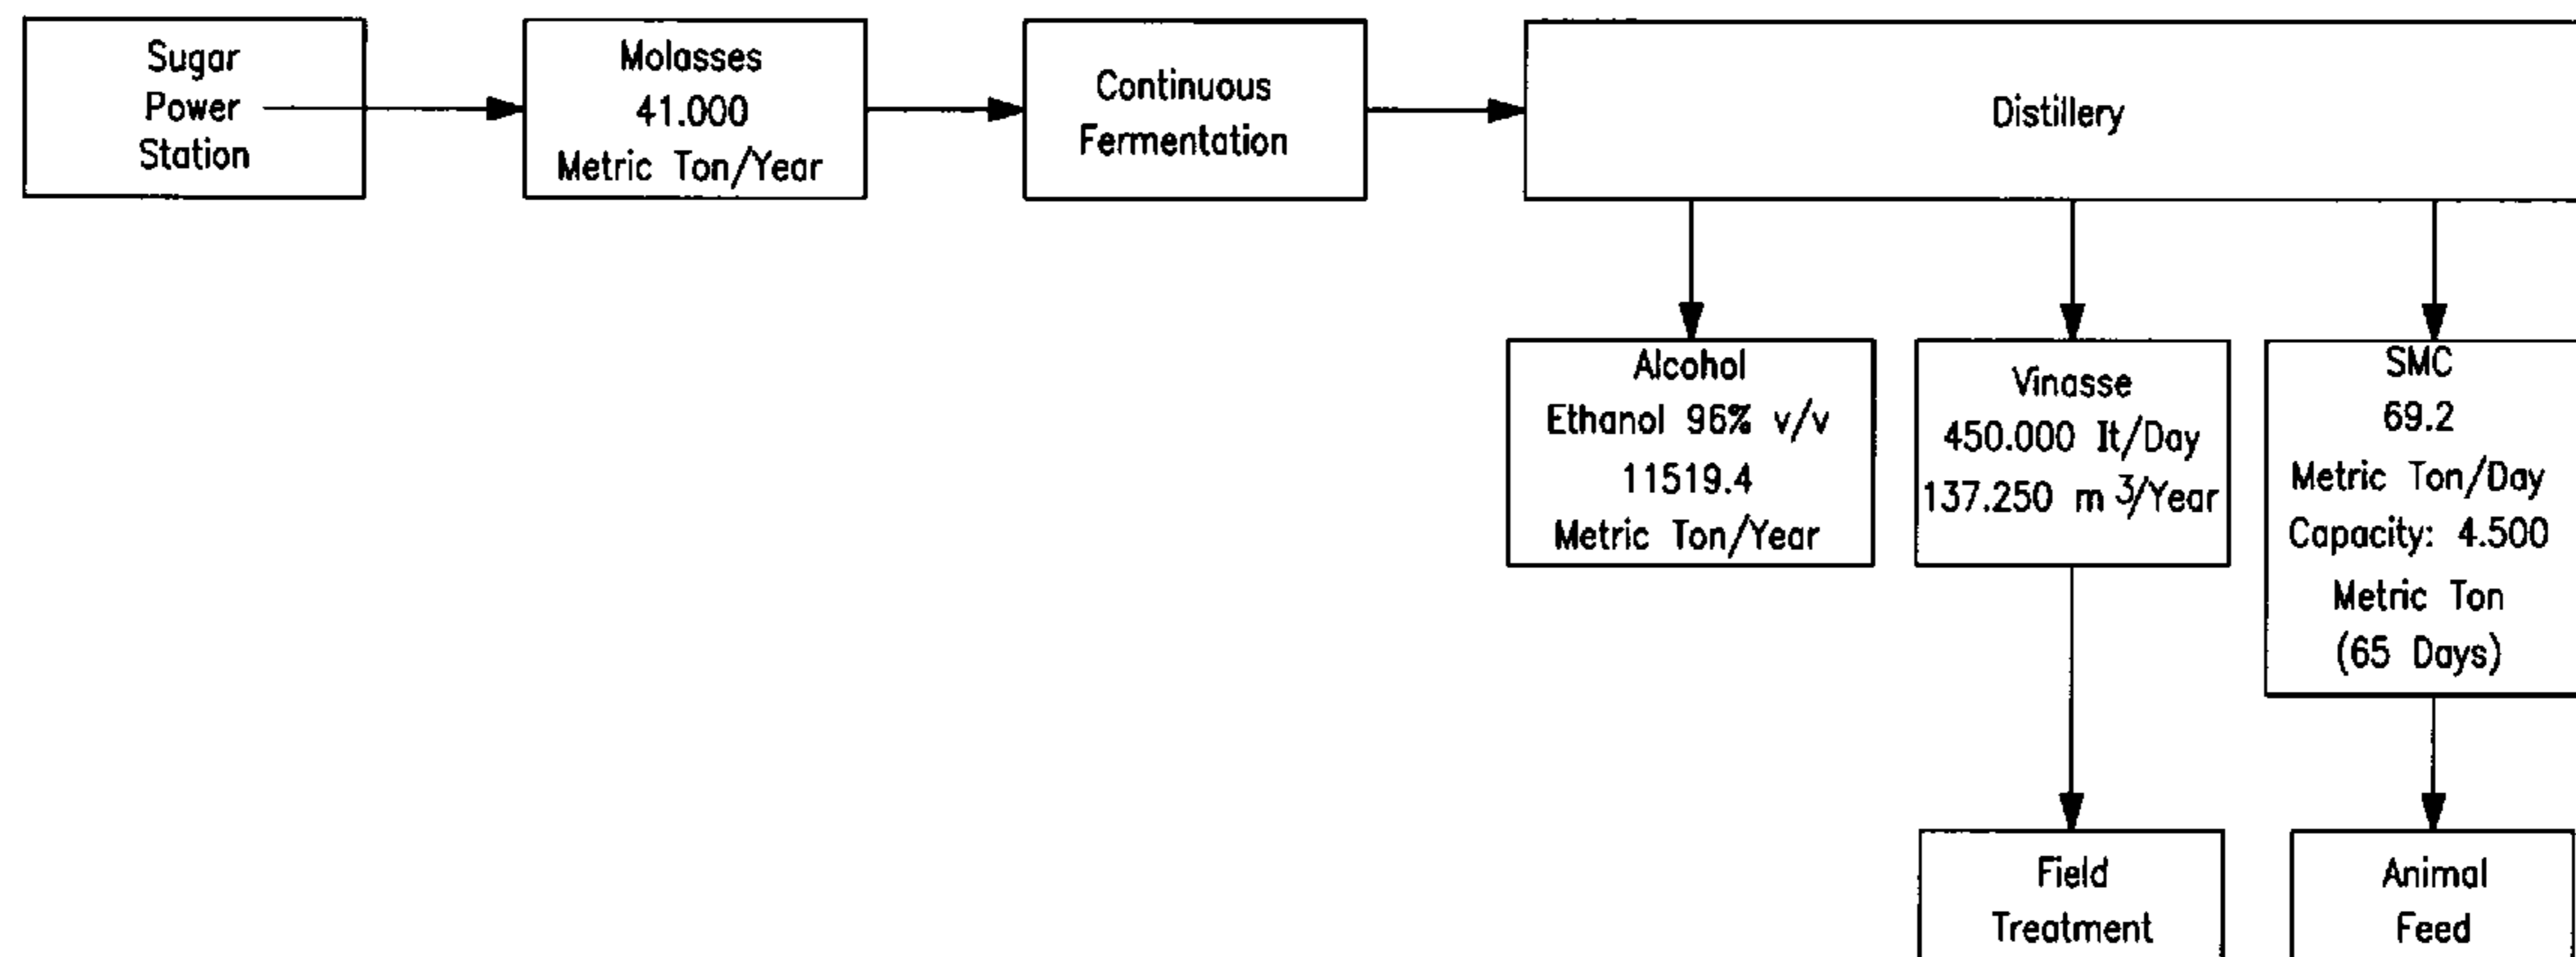 Sugar
Power
Station
Molasses
41.000
Metric Ton/Year
Continuous
Fermentation
Distillery
Alcohol
Ethanol 96% v/v
11519.4
Metric Ton/Year
Vinasse
450.000 It/Day
137.250 m³/Year
SMC
69.2
Metric Ton/Day
Capacity: 4.500
Metric Ton
(65 Days)
Field
Treatment
Animal
Feed